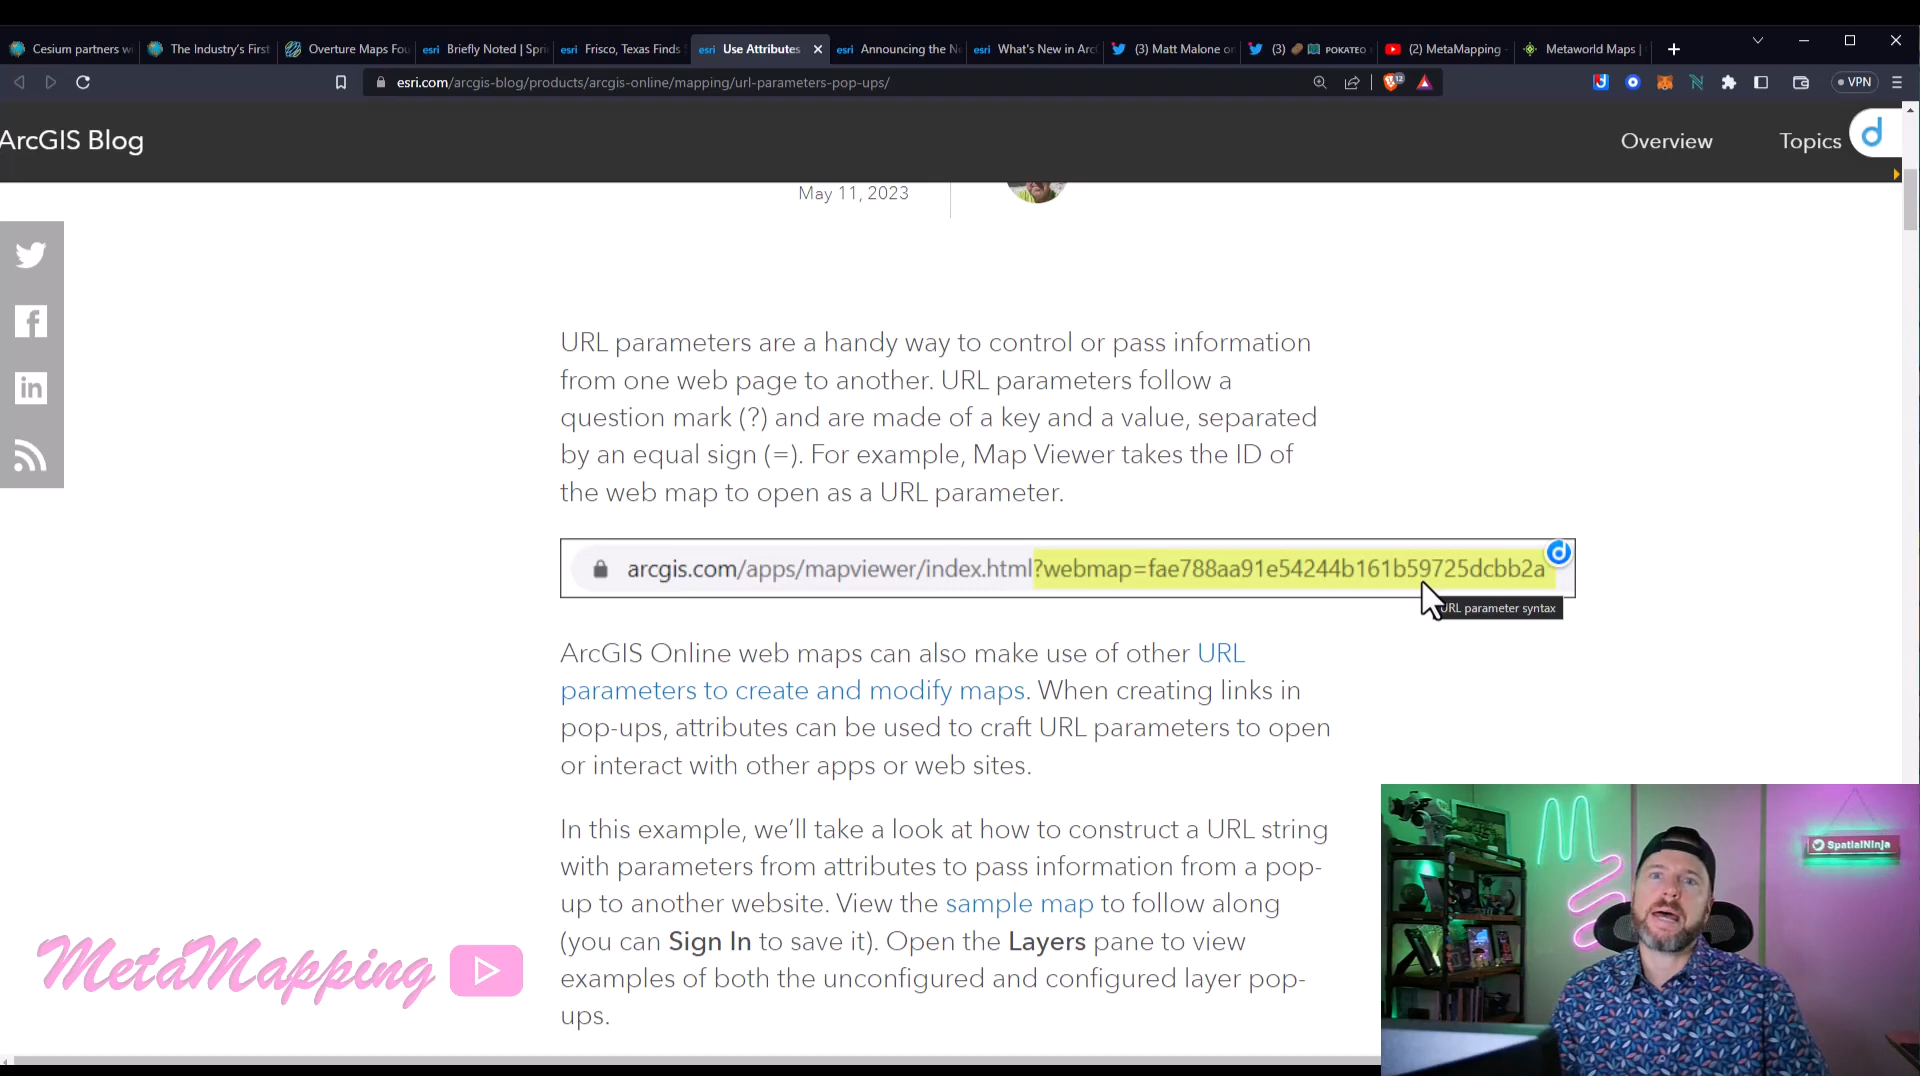 Cesium partners wi
The Industry's First
Overture Maps Fou
esri Briefly Noted | Spri
esri Frisco, Texas Finds
esri Use Attributes
esri Announcing the Ne
esri What's New in Arc
(3) Matt Malone on
(3) POKATEO
(2) MetaMapping
Metaworld Maps |
esri.com/arcgis-blog/products/arcgis-online/mapping/url-parameters-pop-ups/
12
VPN
ArcGIS Blog
Overview
Topics
d
May 11, 2023
in
URL parameters are a handy way to control or pass information
from one web page to another. URL parameters follow a
question mark (?) and are made of a key and a value, separated
by an equal sign (=). For example, Map Viewer takes the ID of
the web map to open as a URL parameter.
arcgis.com/apps/mapviewer/index.html?webmap=fae788aa91e54244b161b59725dcbb2a
d
URL parameter syntax
ArcGIS Online web maps can also make use of other URL
parameters to create and modify maps. When creating links in
pop-ups, attributes can be used to craft URL parameters to open
or interact with other apps or web sites.
In this example, we'll take a look at how to construct a URL string
with parameters from attributes to pass information from a pop-
up to another website. View the sample map to follow along
(you can Sign In to save it). Open the Layers pane to view
examples of both the unconfigured and configured layer pop-
ups.
MetaMapping
SpatialNinja